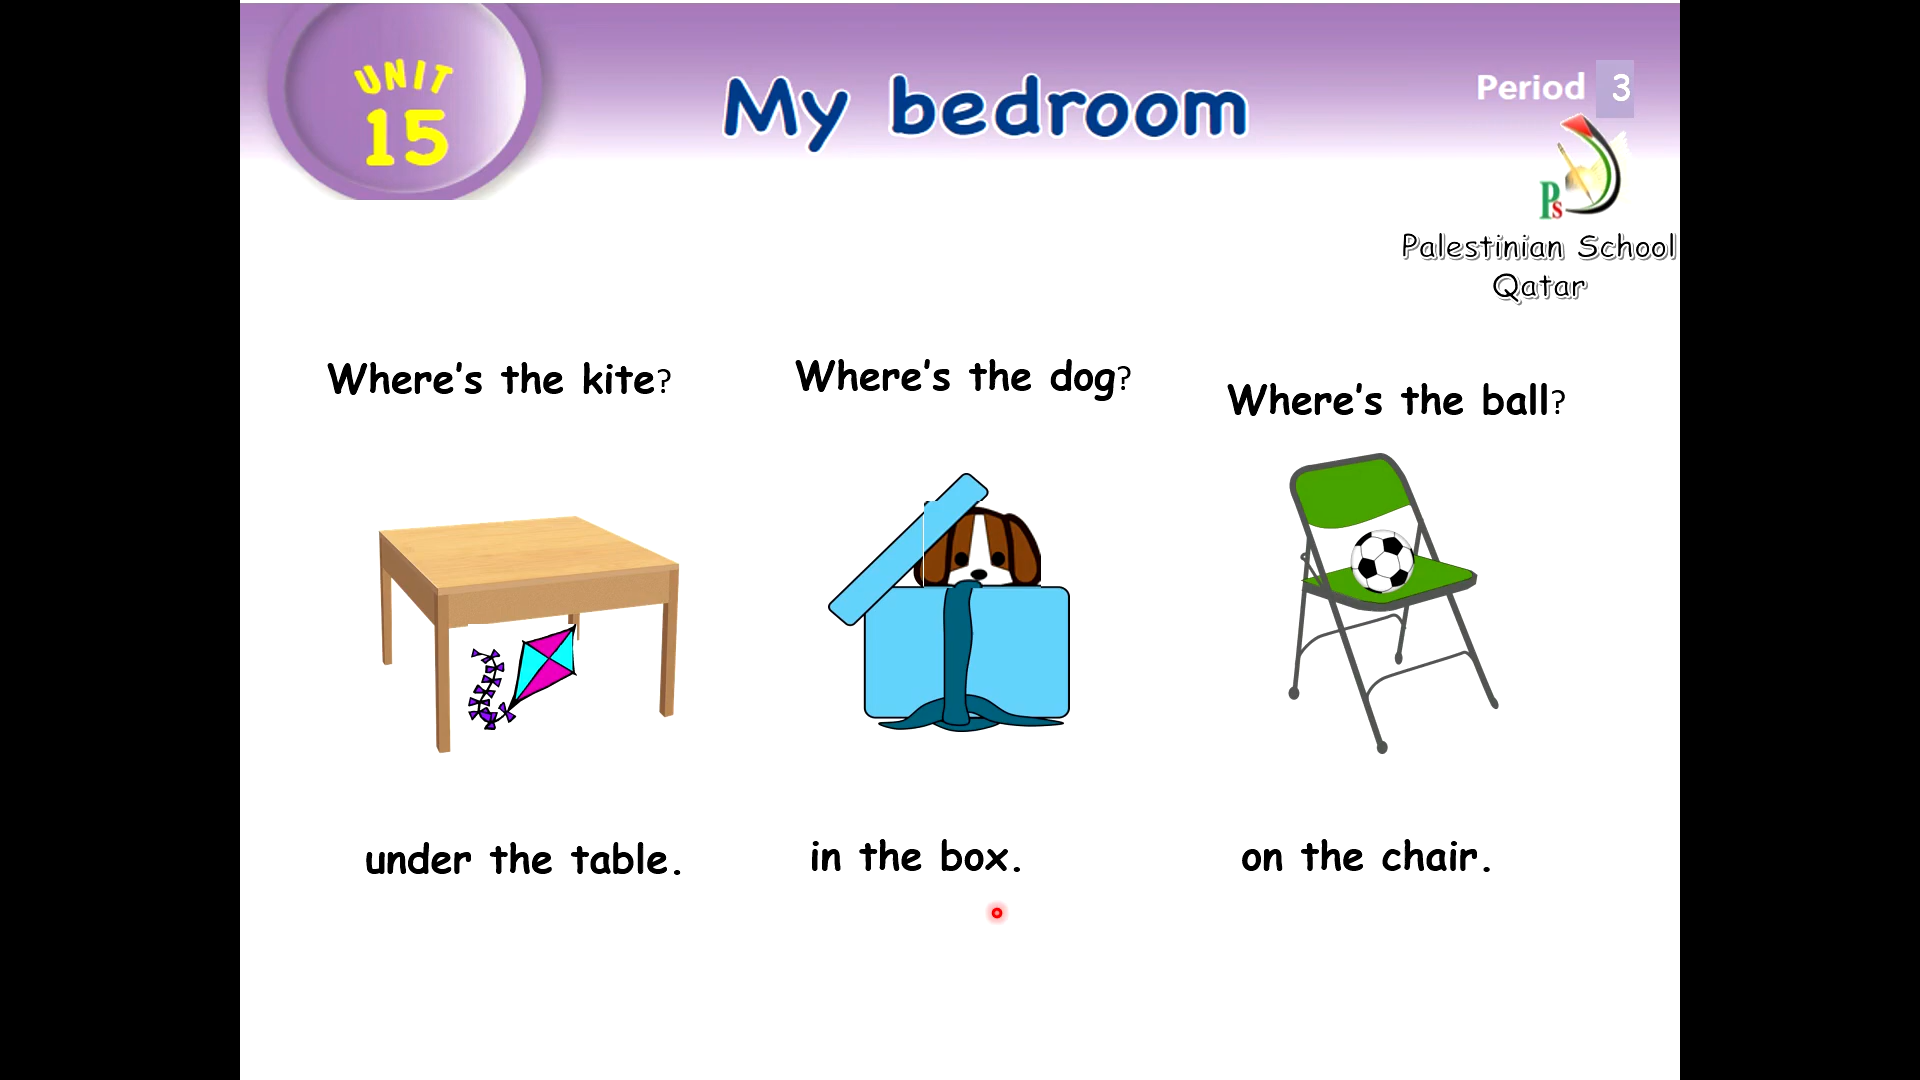 UNIT
15
My bedroom
Period 3
Ps
Palestinian School
Qatar
Where's the kite?
Where's the dog?
Where's the ball?
under the table.
in the box.
on the chair.